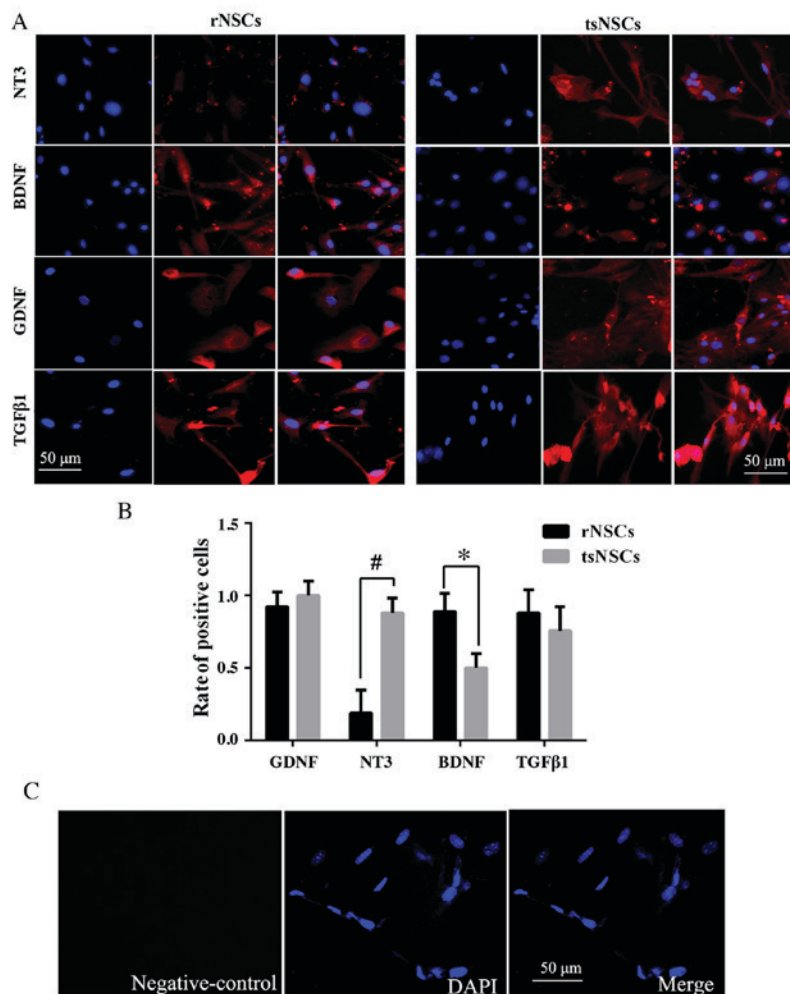 A
rNSCs
tsNSCs
NT3
BDNF
GDNF
TGFβ1
50 μm
50 μm
B
Rate of positive cells
1.5
1.0
0.5
0.0
#
*
rNSCs
tsNSCs
GDNF NT3 BDNF TGFβ1
C
Negative-control
DAPI
50 μm
Merge